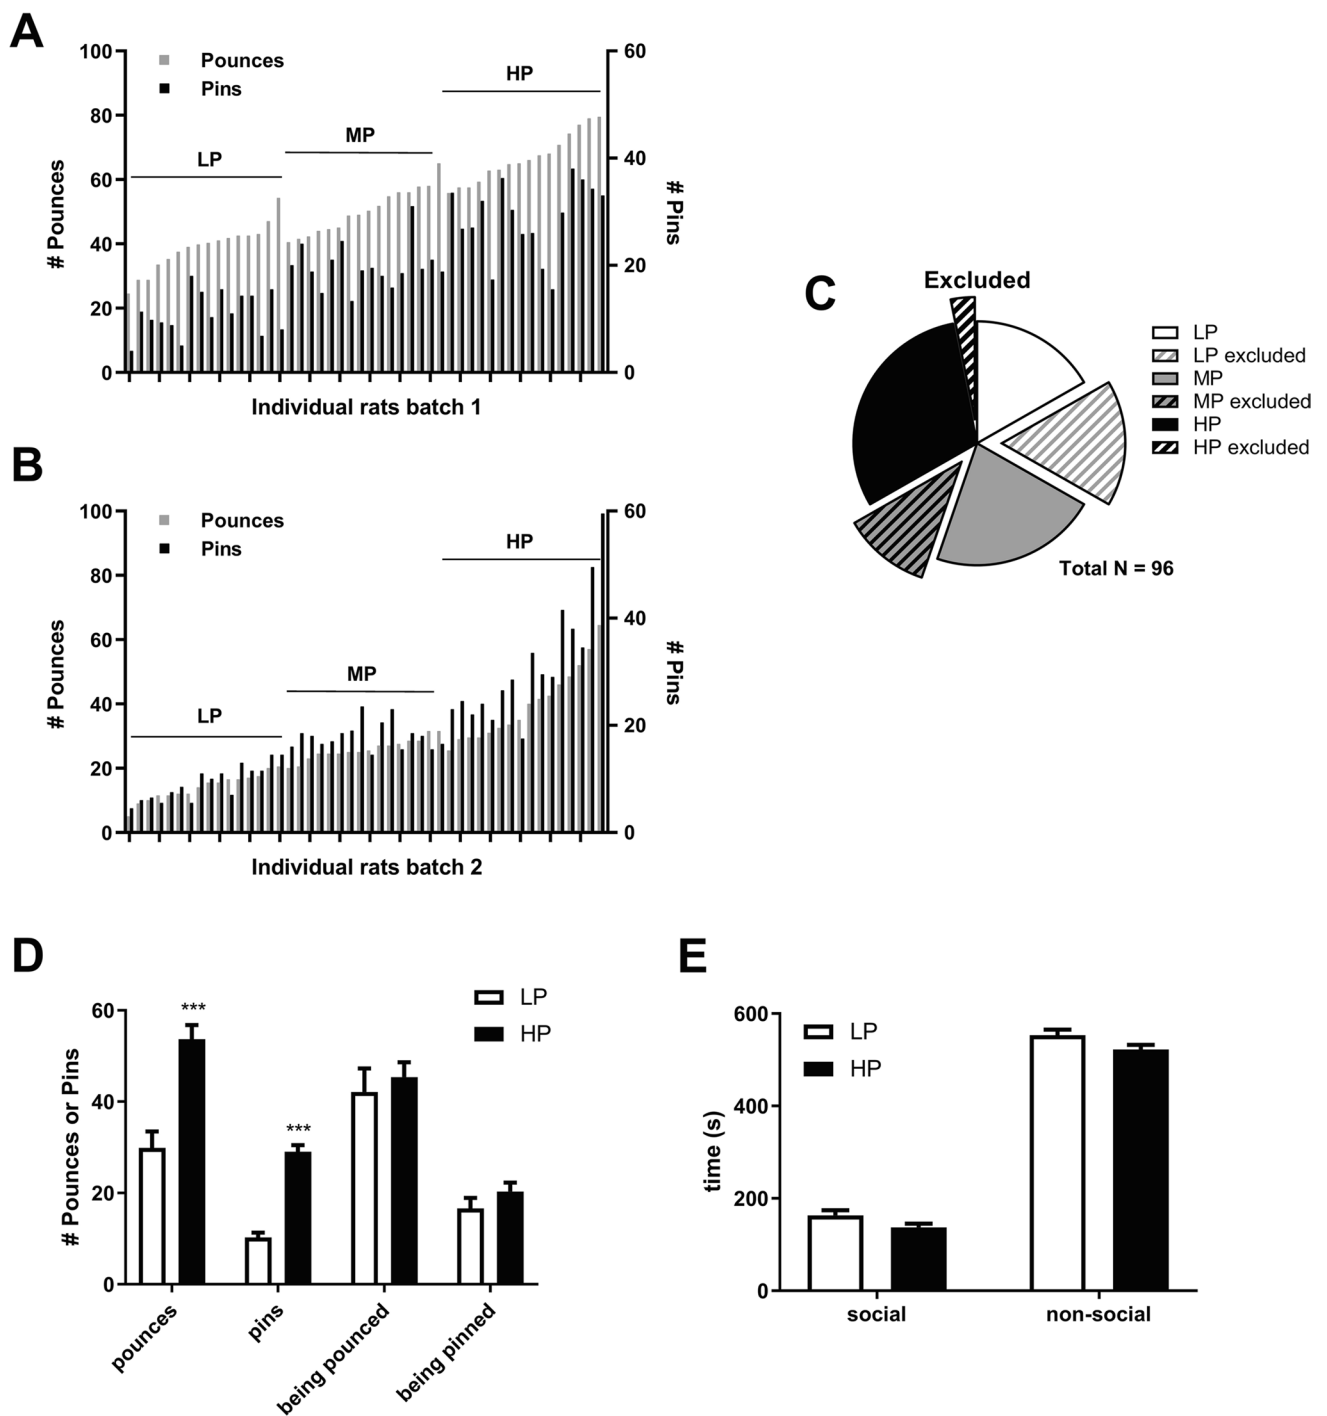 A
100
80
60
40
20
0
# Pounces
Pounces
Pins
LP
MP
HP
60
40
20
0
# Pins
Individual rats batch 1
B
100
80
60
40
20
0
# Pounces
Pounces
Pins
LP
MP
HP
60
40
20
0
# Pins
Individual rats batch 2
C
Excluded
LP
LP excluded
MP
MP excluded
HP
HP excluded
Total N = 96
D
60
40
20
0
# Pounces or Pins
LP
HP
***
***
pounces
pins
being pounced
being pinned
E
600
400
200
0
time (s)
LP
HP
social
non-social